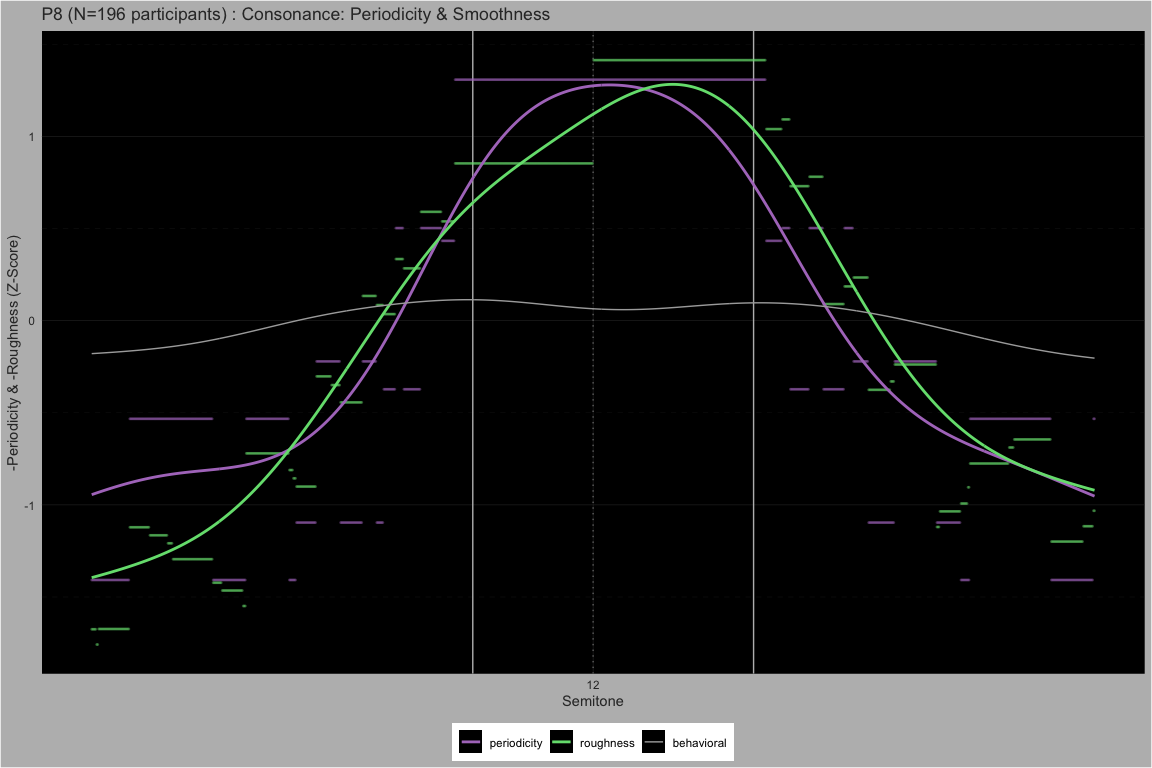 P8 (N=196 participants) : Consonance: Periodicity & Smoothness
-Periodicity & -Roughness (Z-Score)
1
0
-1
12
Semitone
periodicity roughness behavioral